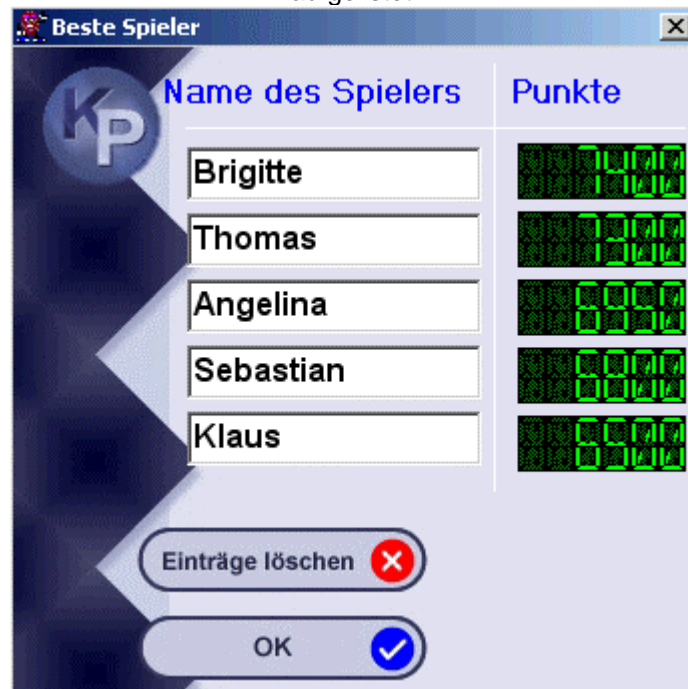 Beste Spieler
KP
Name des Spielers Punkte
Brigitte 7400
Thomas 7300
Angelina 6950
Sebastian
Klaus 6500
Einträge löschen
OK